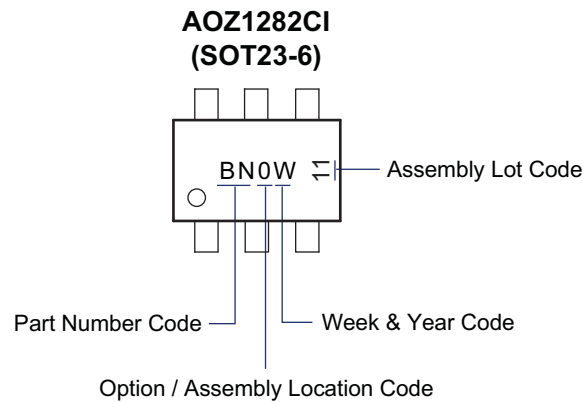 AOZ1282CI
(SOT23-6)
BN0W 11
Assembly Lot Code
Part Number Code
Week & Year Code
Option / Assembly Location Code